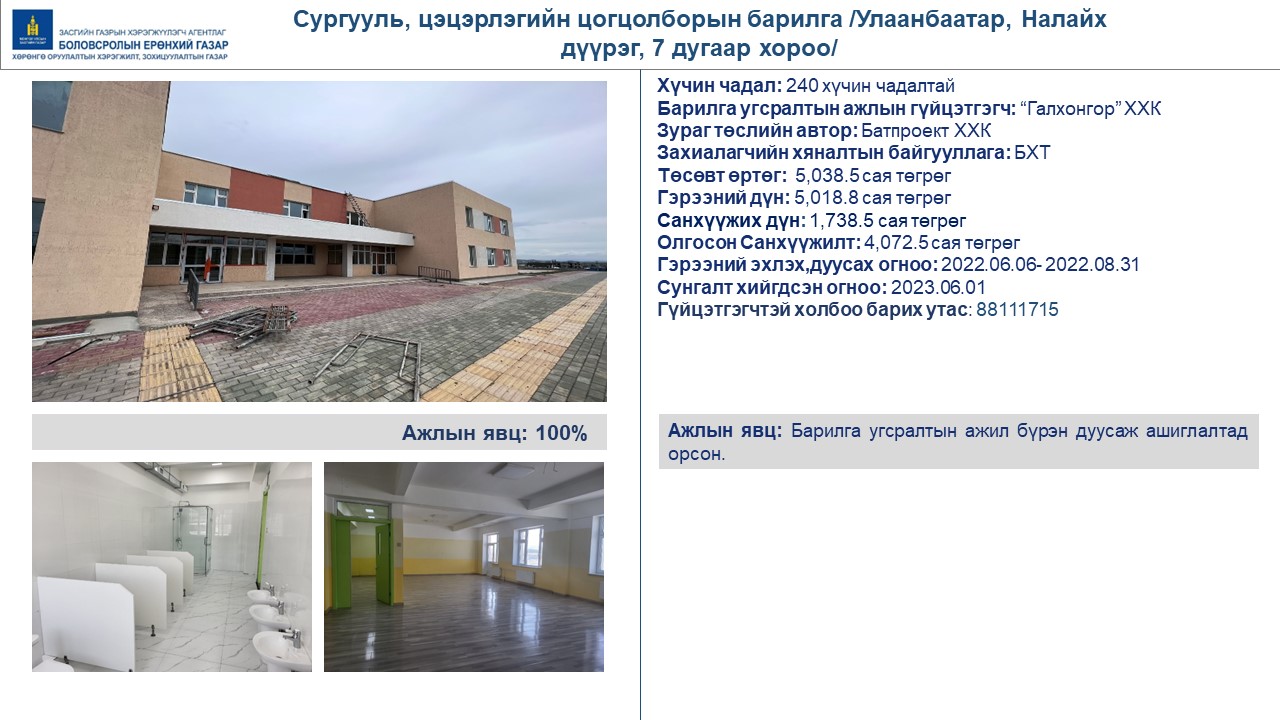 ЗАСГИЙН ГАЗРЫН ХЭРЭГЖҮҮЛЭГЧ АГЕНТЛАГ
БОЛОВСРОЛЫН ЕРӨНХИЙ ГАЗАР
ХӨРӨНГӨ ОРУУЛАЛТЫН ХЭРЭГЖИЛТ, ЗОХИЦУУЛАЛТЫН ГАЗАР
Сургууль, цэцэрлэгийн цогцолборын барилга /Улаанбаатар, Налайх
дүүрэг, 7 дугаар хороо/
Хүчин чадал: 240 хүчин чадалтай
Барилга угсралтын ажлын гүйцэтгэгч: “Галхонгор” ХХК
Зураг төслийн автор: Батпроект ХХК
Захиалагчийн хяналтын байгууллага: БХТ
Төсөвт өртөг: 5,038.5 сая төгрөг
Гэрээний дүн: 5,018.8 сая төгрөг
Санхүүжих дүн: 1,738.5 сая төгрөг
Олгосон Санхүүжилт: 4,072.5 сая төгрөг
Гэрээний эхлэх,дуусах огноо: 2022.06.06- 2022.08.31
Сунгалт хийгдсэн огноо: 2023.06.01
Гүйцэтгэгчтэй холбоо барих утас: 88111715
Ажлын явц: 100%
Ажлын явц: Барилга угсралтын ажил бүрэн дуусаж ашиглалтад
орсон.